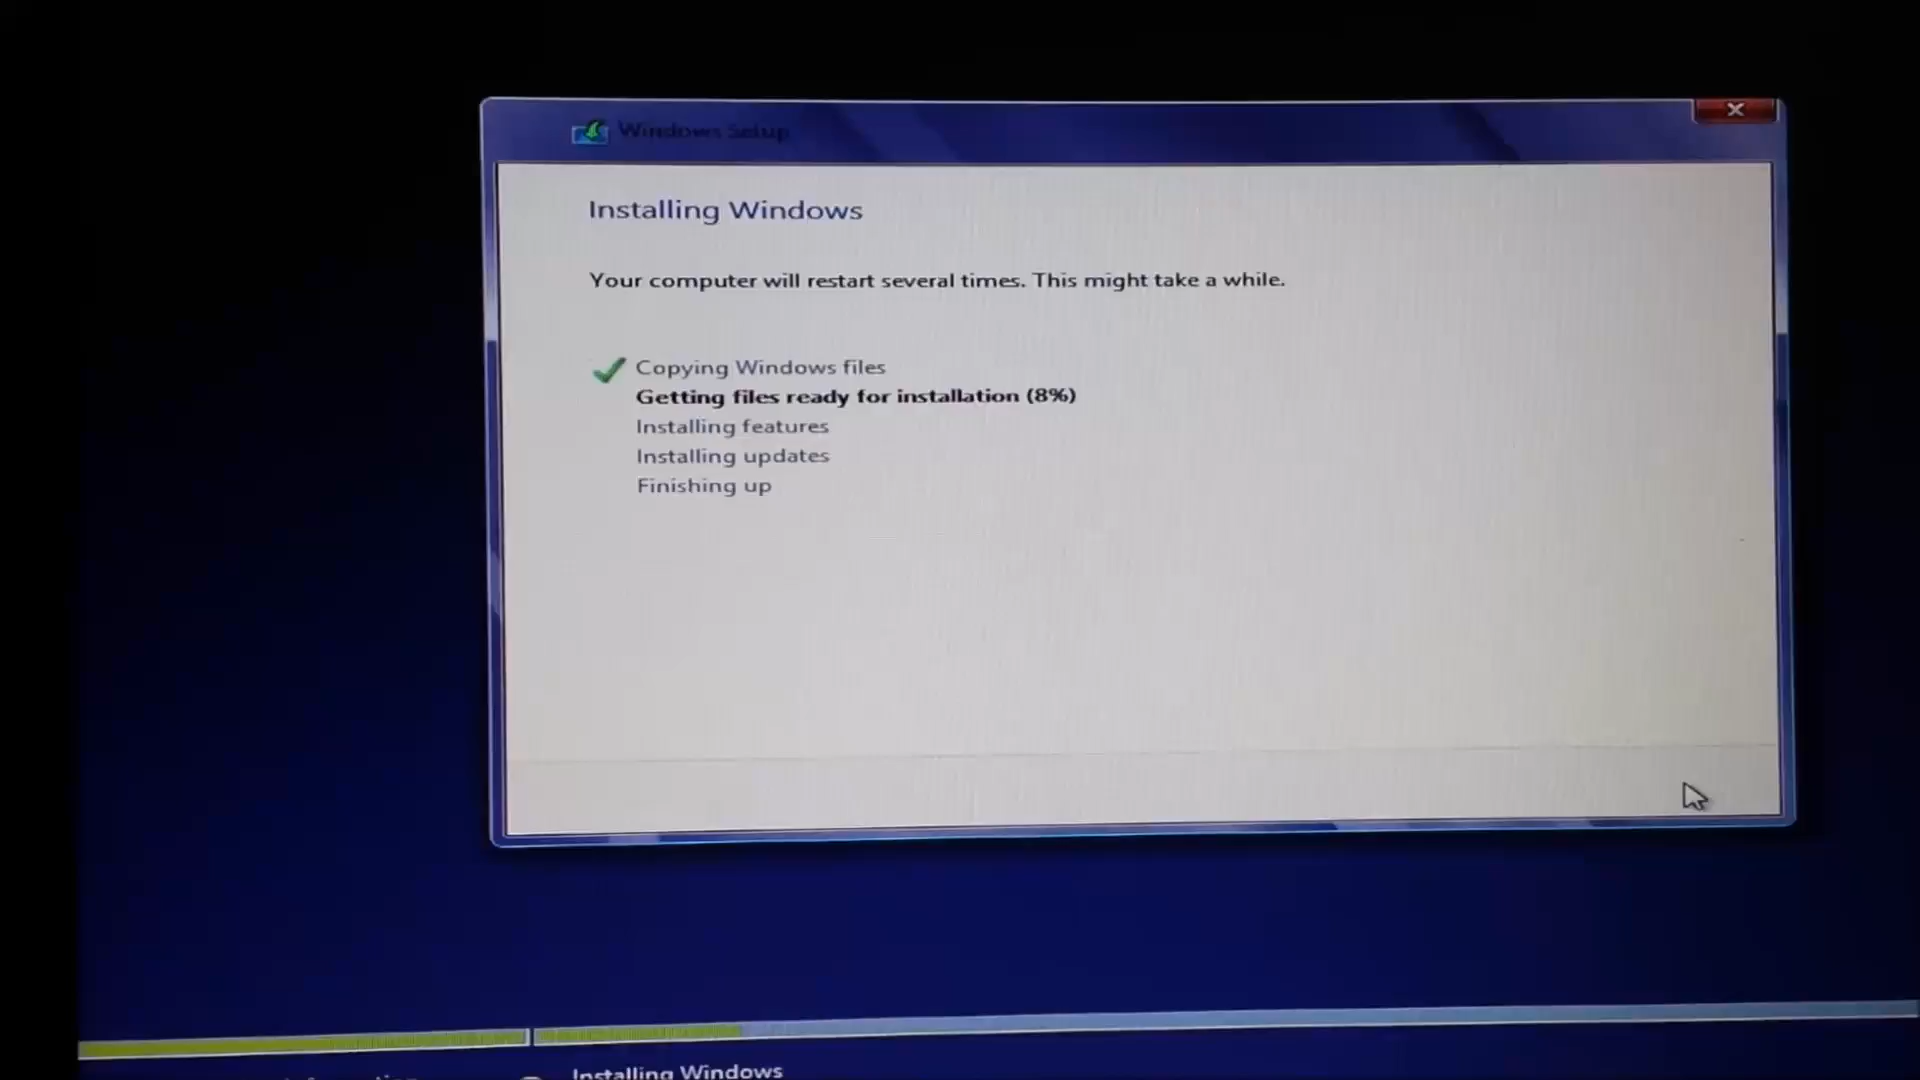 Windows Setup
Installing Windows
Your computer will restart several times. This might take a while.
Copying Windows files
Getting files ready for installation (8%)
Installing features
Installing updates
Finishing up
Installing Windows